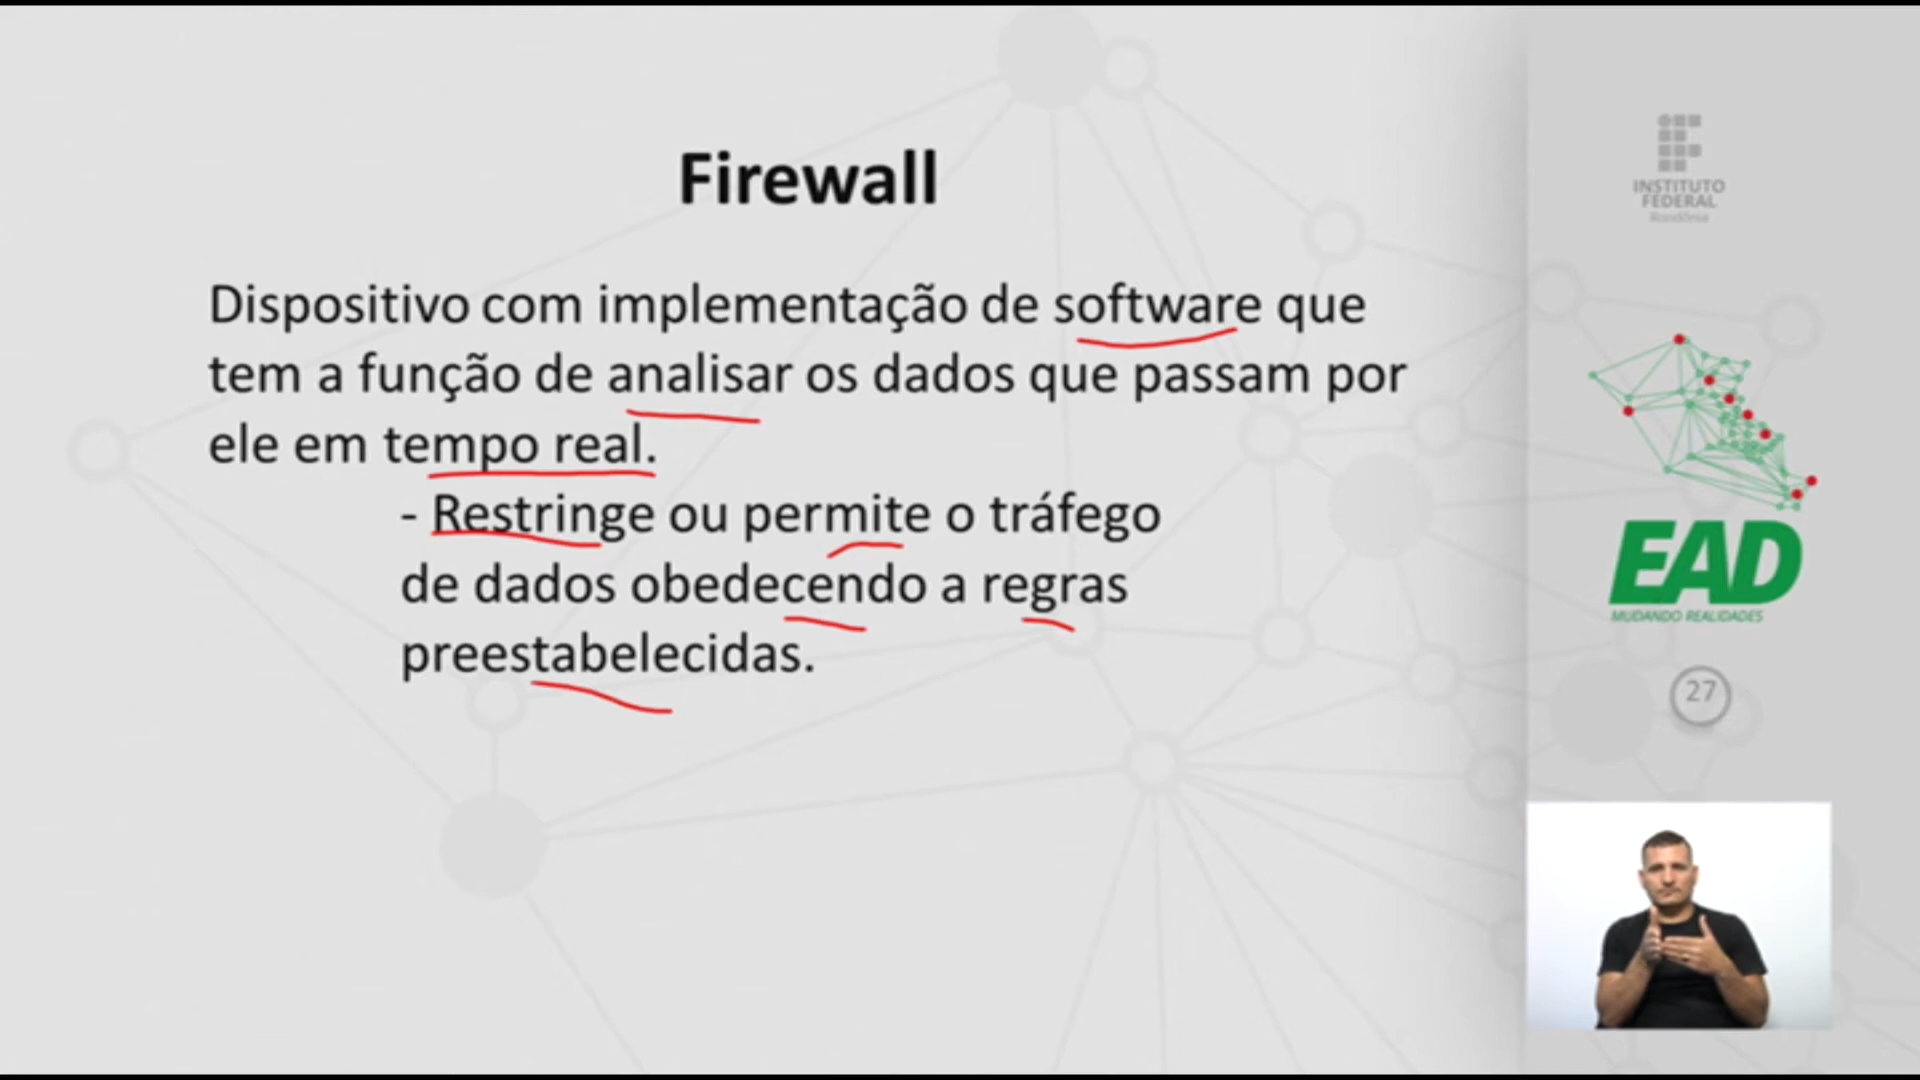 Firewall
Dispositivo com implementação de software que
tem a função de analisar os dados que passam por
ele em tempo real.
- Restringe ou permite o tráfego
de dados obedecendo a regras
preestabelecidas.
INSTITUTO
FEDERAL
Rondônia
EAD
MUDANDO REALIDADES
27